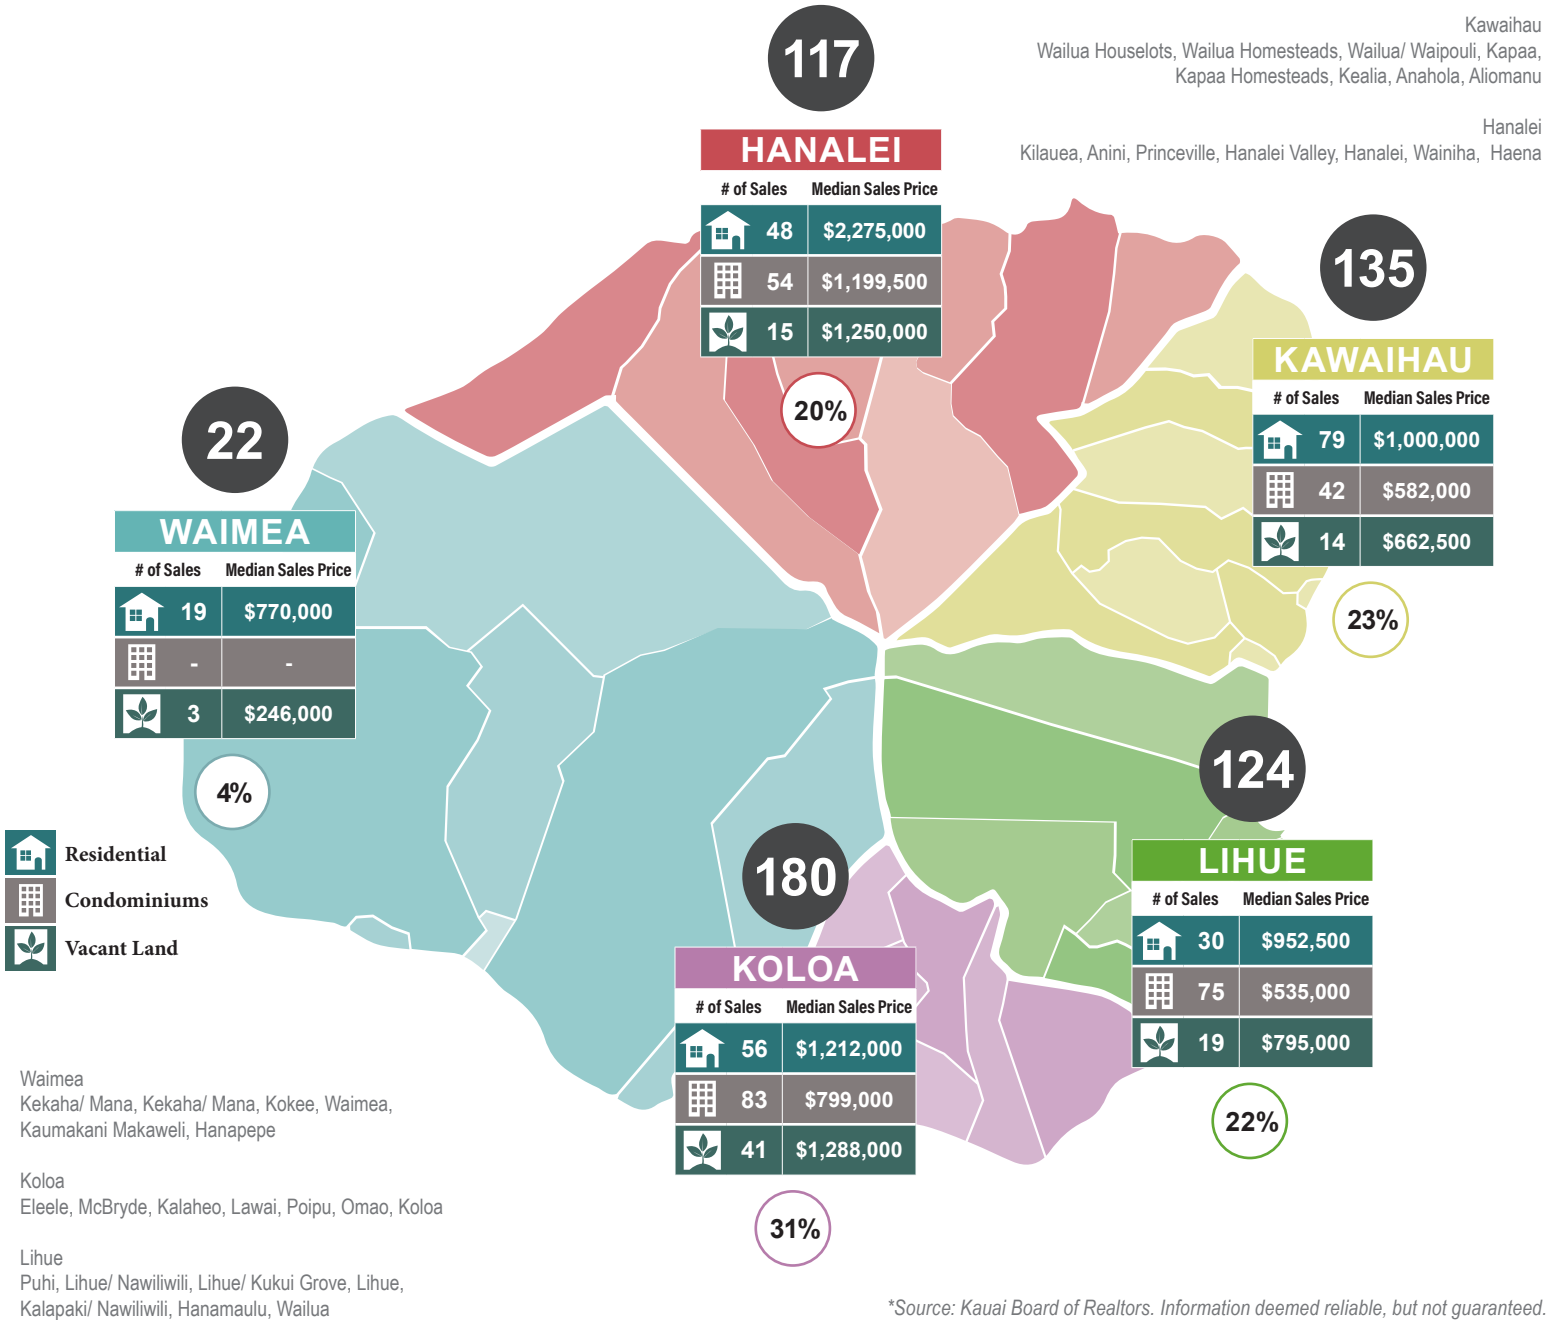 117
HANALEI
# of Sales Median Sales Price
48 $2,275,000
54 $1,199,500
15 $1,250,000
20%
Kawaihau
Wailua Houselots, Wailua Homesteads, Wailua/ Waipouli, Kapaa,
Kapaa Homesteads, Kealia, Anahola, Aliomanu
Hanalei
Kilauea, Anini, Princeville, Hanalei Valley, Hanalei, Wainiha, Haena
135
KAWAIHAU
# of Sales Median Sales Price
79 $1,000,000
42 $582,000
14 $662,500
23%
22
WAIMEA
# of Sales Median Sales Price
19 $770,000
- -
3 $246,000
4%
124
LIHUE
# of Sales Median Sales Price
30 $952,500
75 $535,000
19 $795,000
22%
180
KOLOA
# of Sales Median Sales Price
56 $1,212,000
83 $799,000
41 $1,288,000
31%
Residential
Condominiums
Vacant Land
Waimea
Kekaha/ Mana, Kekaha/ Mana, Kokee, Waimea,
Kaumakani Makaweli, Hanapepe
Koloa
Eleele, McBryde, Kalaheo, Lawai, Poipu, Omao, Koloa
Lihue
Puhi, Lihue/ Nawiliwili, Lihue/ Kukui Grove, Lihue,
Kalapaki/ Nawiliwili, Hanamaulu, Wailua
*Source: Kauai Board of Realtors. Information deemed reliable, but not guaranteed.